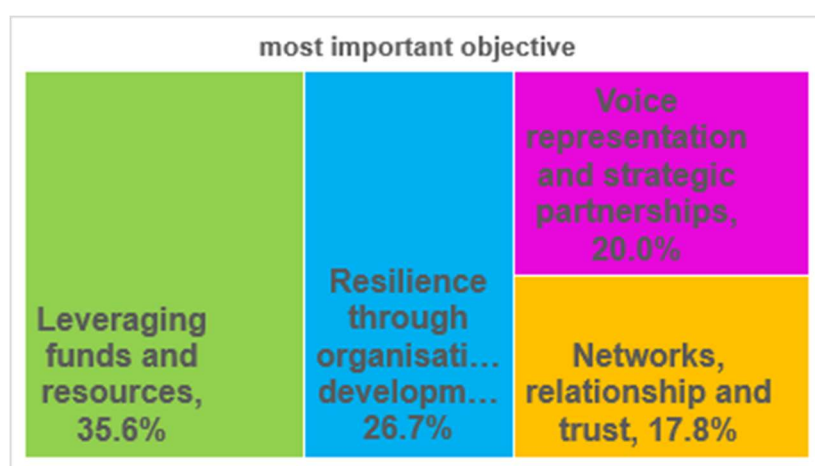 most important objective
Leveraging
funds and
resources,
35.6%
Resilience
through
organisati...
developm...
26.7%
Voice
representation
and strategic
partnerships,
20.0%
Networks,
relationship and
trust, 17.8%